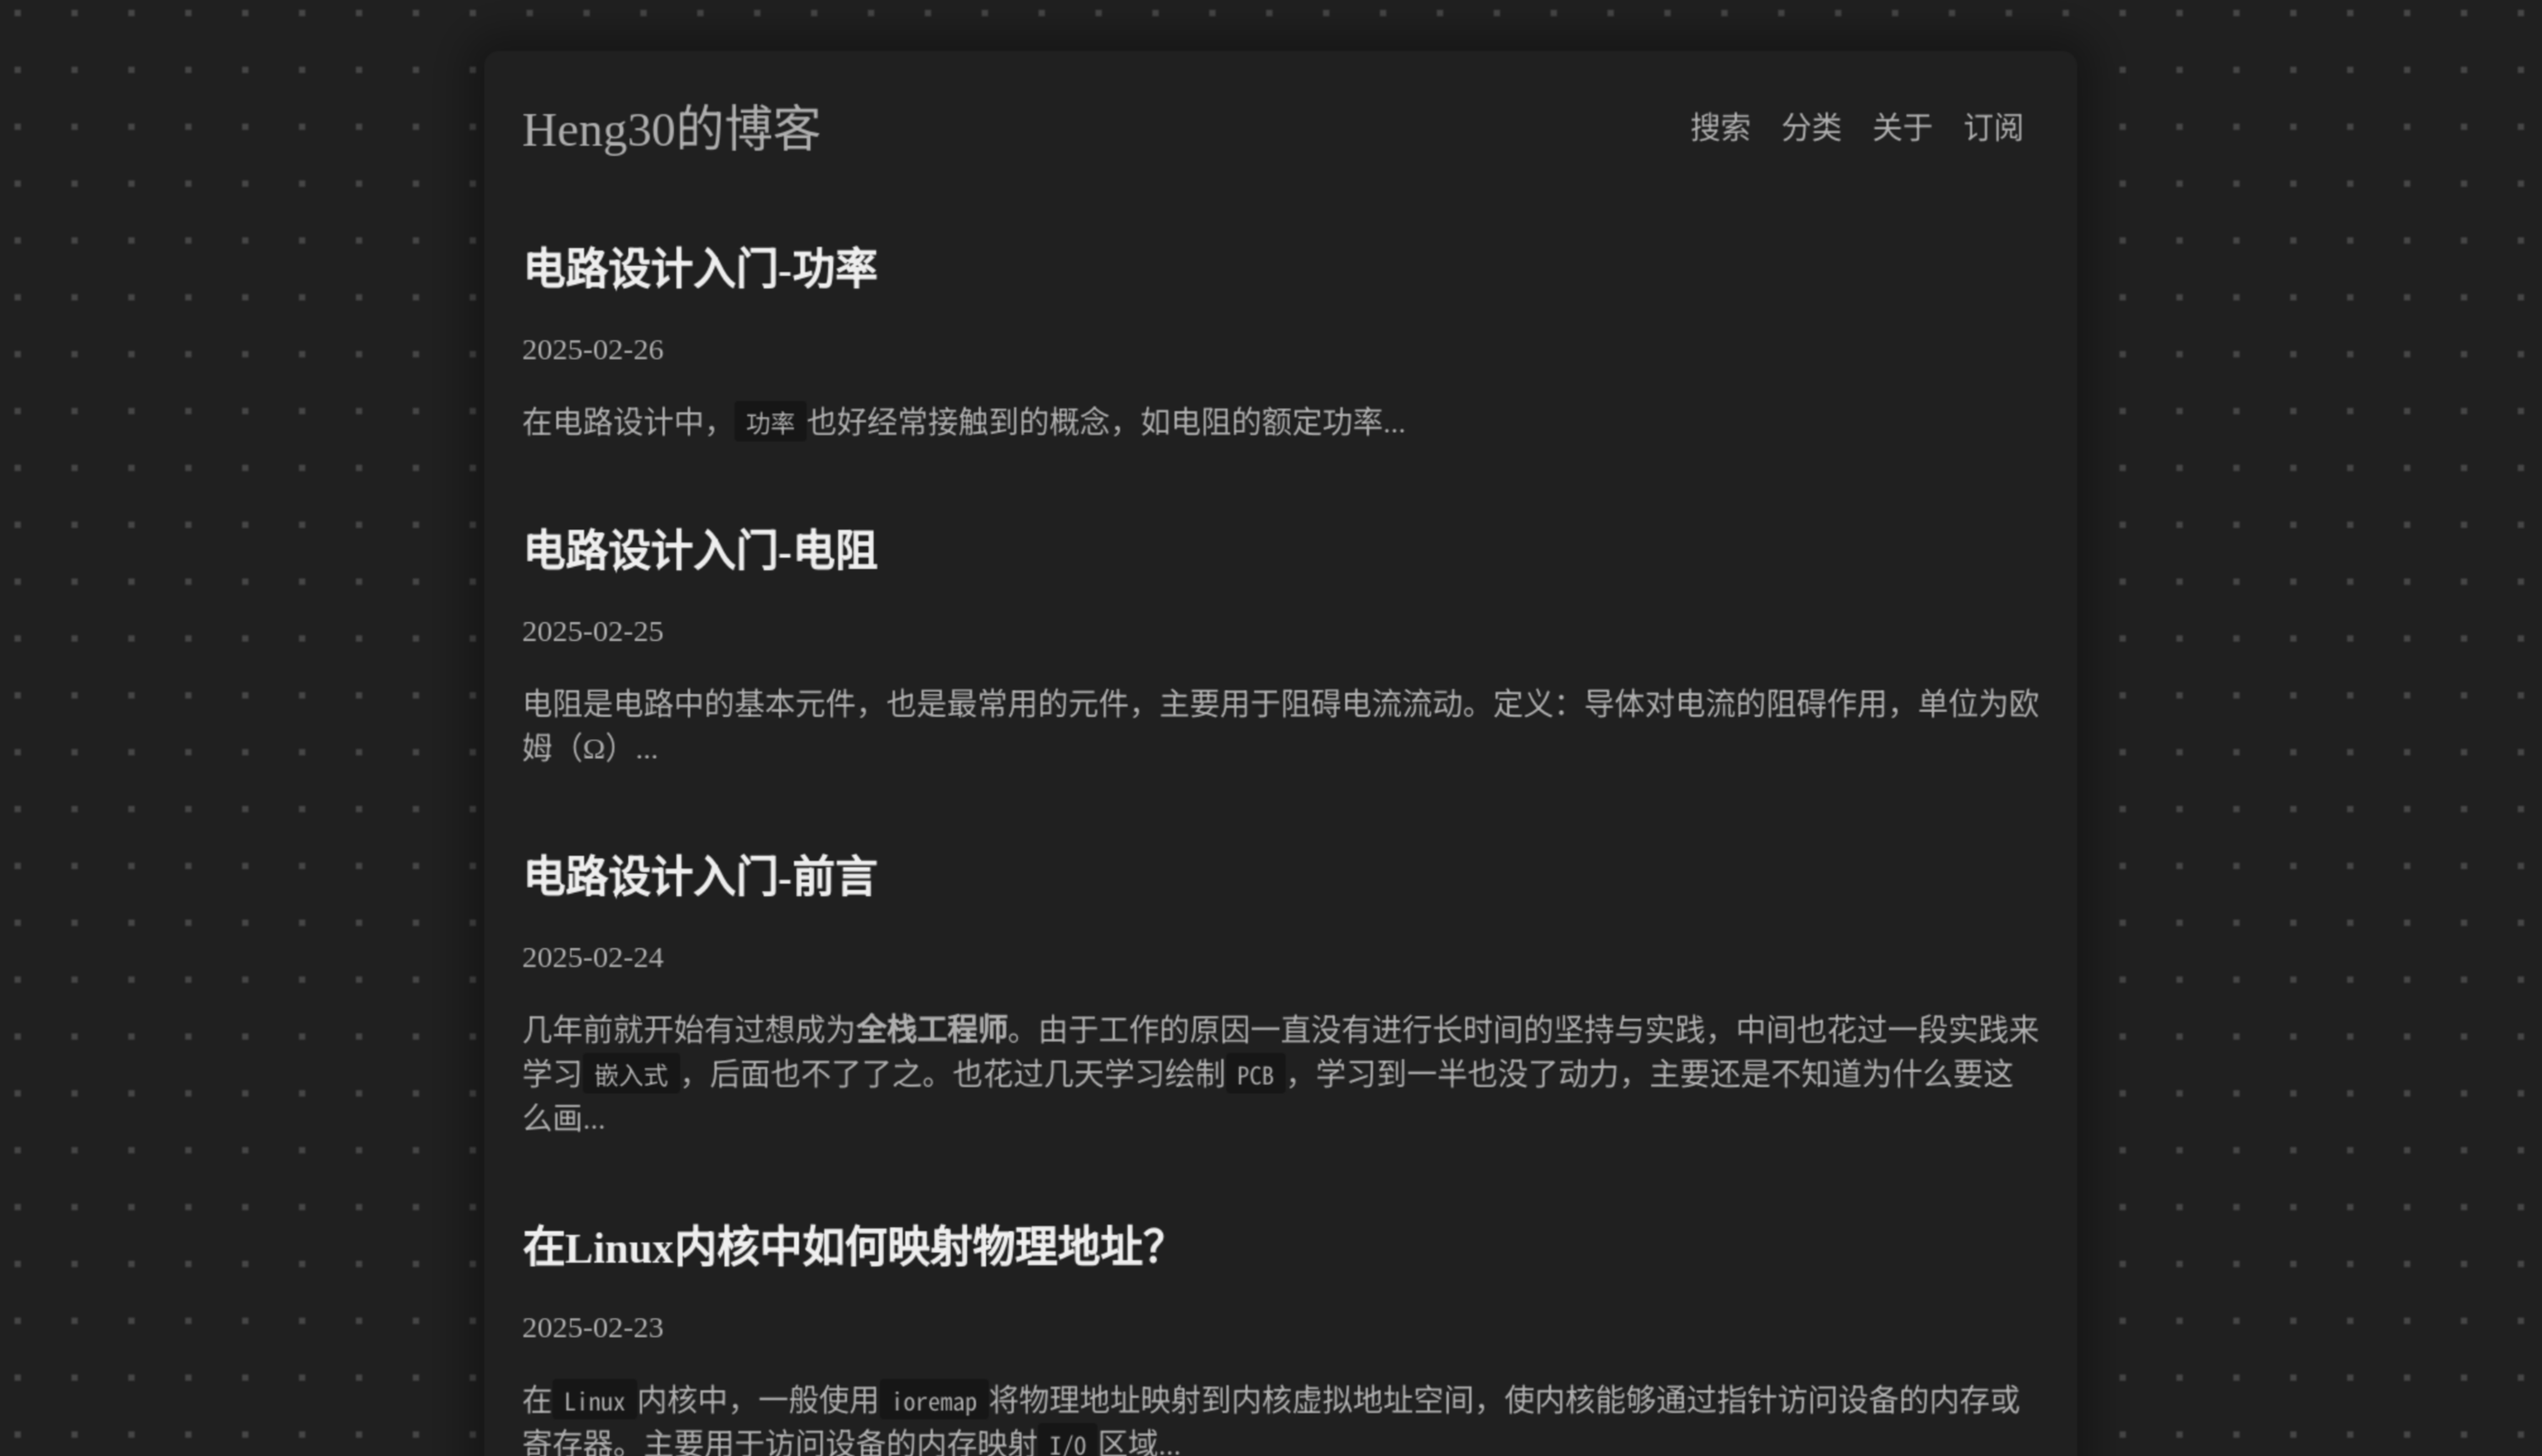 Heng30的博客
搜索 分类 关于 订阅
电路设计入门-功率
2025-02-26
在电路设计中，功率也好经常接触到的概念，如电阻的额定功率...
电路设计入门-电阻
2025-02-25
电阻是电路中的基本元件，也是最常用的元件，主要用于阻碍电流流动。定义：导体对电流的阻碍作用，单位为欧
姆（Ω）...
电路设计入门-前言
2025-02-24
几年前就开始有过想成为全栈工程师。由于工作的原因一直没有进行长时间的坚持与实践，中间也花过一段实践来
学习嵌入式，后面也不了了之。也花过几天学习绘制PCB，学习到一半也没了动力，主要还是不知道为什么要这
么画...
在Linux内核中如何映射物理地址？
2025-02-23
在Linux内核中，一般使用ioremap将物理地址映射到内核虚拟地址空间，使内核能够通过指针访问设备的内存或
寄存器。主要用于访问设备的内存映射I/O区域...